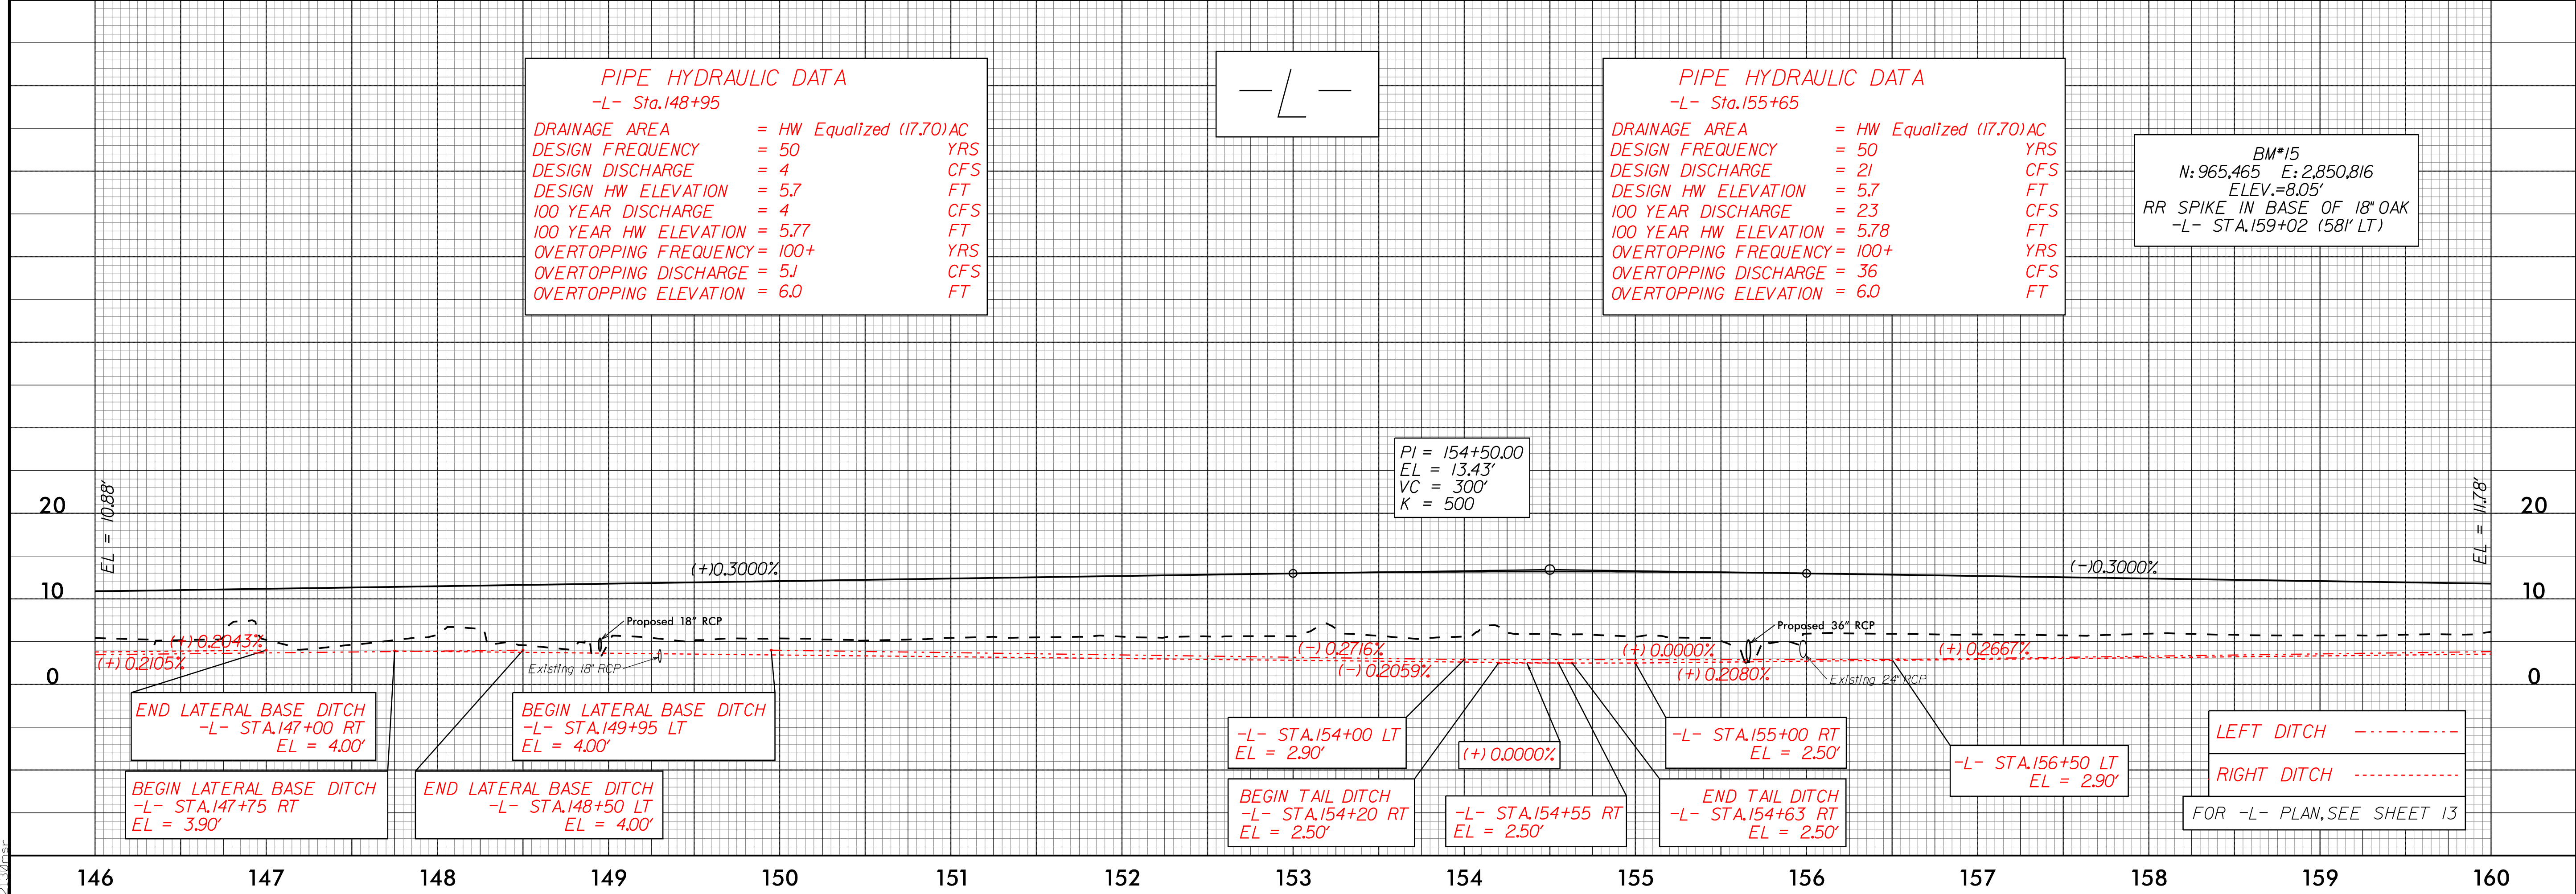 PIPE HYDRAULIC DATA
-L- Sta.148+95
DRAINAGE AREA = HW Equalized (17.70)AC
DESIGN FREQUENCY = 50 YRS
DESIGN DISCHARGE = 4 CFS
DESIGN HW ELEVATION = 5.7 FT
100 YEAR DISCHARGE = 4 CFS
100 YEAR HW ELEVATION = 5.77 FT
OVERTOPPING FREQUENCY = 100+ YRS
OVERTOPPING DISCHARGE = 5.1 CFS
OVERTOPPING ELEVATION = 6.0 FT
-L-
PIPE HYDRAULIC DATA
-L- Sta.155+65
DRAINAGE AREA = HW Equalized (17.70)AC
DESIGN FREQUENCY = 50 YRS
DESIGN DISCHARGE = 21 CFS
DESIGN HW ELEVATION = 5.7 FT
100 YEAR DISCHARGE = 23 CFS
100 YEAR HW ELEVATION = 5.78 FT
OVERTOPPING FREQUENCY = 100+ YRS
OVERTOPPING DISCHARGE = 36 CFS
OVERTOPPING ELEVATION = 6.0 FT
BM#15
N: 965,465 E: 2,850,816
ELEV.=8.05'
RR SPIKE IN BASE OF 18" OAK
-L- STA.159+02 (581' LT)
PI = 154+50.00
EL = 13.43'
VC = 300'
K = 500
20
10
0
EL = 10.88'
EL = 11.78'
20
10
0
(+)0.3000%
(-)0.3000%
Proposed 18" RCP
Existing 18" RCP
Proposed 36" RCP
Existing 24" RCP
(+) 0.2043%
(+) 0.2105%
(-) 0.2716%
(-) 0.2059%
(+) 0.0000%
(+) 0.2080%
(+) 0.2667%
END LATERAL BASE DITCH
-L- STA.147+00 RT
EL = 4.00'
BEGIN LATERAL BASE DITCH
-L- STA.147+75 RT
EL = 3.90'
BEGIN LATERAL BASE DITCH
-L- STA.149+95 LT
EL = 4.00'
END LATERAL BASE DITCH
-L- STA.148+50 LT
EL = 4.00'
-L- STA.154+00 LT
EL = 2.90'
BEGIN TAIL DITCH
-L- STA.154+20 RT
EL = 2.50'
(+) 0.0000%
-L- STA.154+55 RT
EL = 2.50'
-L- STA.155+00 RT
EL = 2.50'
END TAIL DITCH
-L- STA.154+63 RT
EL = 2.50'
-L- STA.156+50 LT
EL = 2.90'
LEFT DITCH
RIGHT DITCH
FOR -L- PLAN, SEE SHEET 13
146 147 148 149 150 151 152 153 154 155 156 157 158 159 160